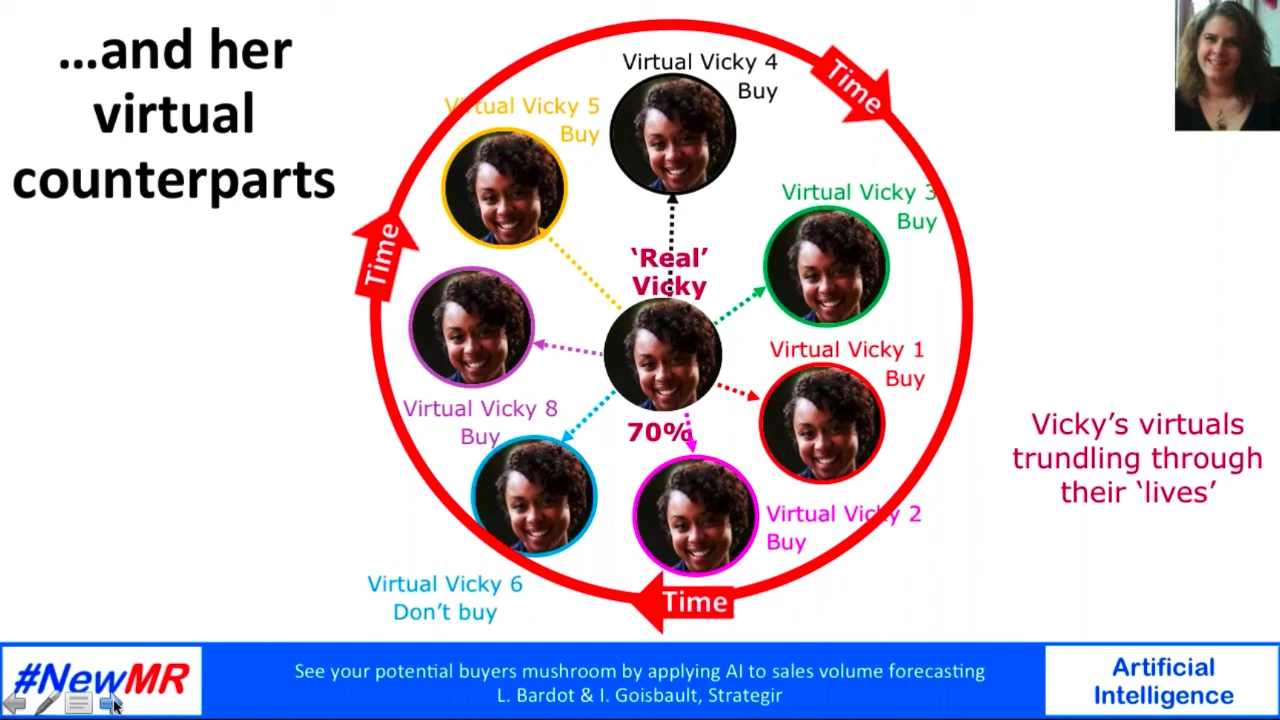 …and her
virtual
counterparts
Virtual Vicky 4
Buy
Time
Virtual Vicky 5
Buy
Virtual Vicky 3
Buy
Time
‘Real’
Vicky
Virtual Vicky 1
Buy
Virtual Vicky 8
Buy
70%
Vicky’s virtuals
trundling through
their ‘lives’
Virtual Vicky 2
Buy
Virtual Vicky 6
Don’t buy
Time
#NewMR
See your potential buyers mushroom by applying AI to sales volume forecasting
L. Bardot & I. Goisbault, Strategir
Artificial
Intelligence